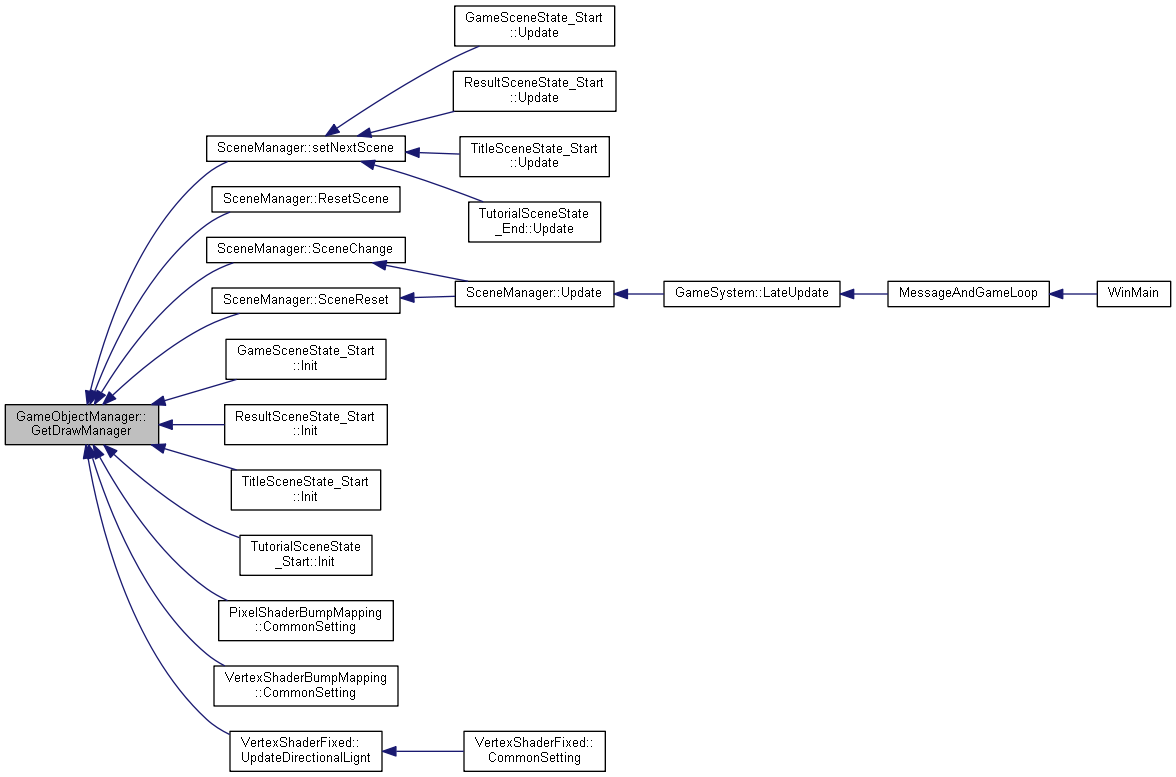 GameSceneState_Start
::Update
ResultSceneState_Start
::Update
SceneManager::setNextScene
TitleSceneState_Start
::Update
SceneManager::ResetScene
TutorialSceneState
_End::Update
SceneManager::SceneChange
SceneManager::SceneReset
SceneManager::Update
GameSystem::LateUpdate
MessageAndGameLoop
WinMain
GameSceneState_Start
::Init
GameObjectManager::
GetDrawManager
ResultSceneState_Start
::Init
TitleSceneState_Start
::Init
TutorialSceneState
_Start::Init
PixelShaderBumpMapping
::CommonSetting
VertexShaderBumpMapping
::CommonSetting
VertexShaderFixed::
UpdateDirectionalLignt
VertexShaderFixed::
CommonSetting